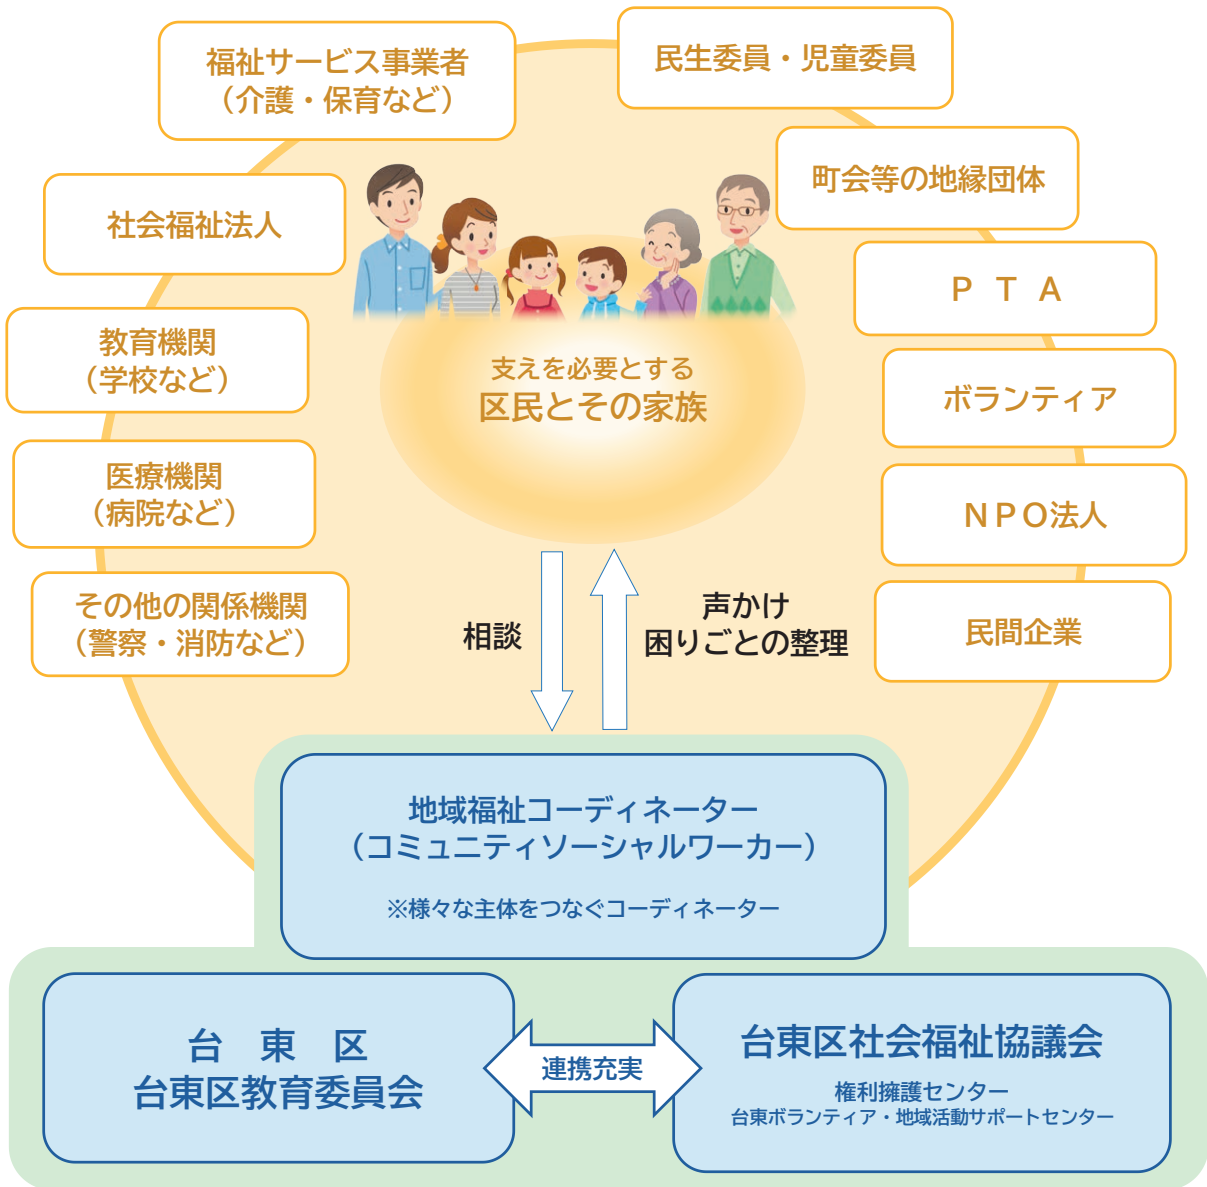 福祉サービス事業者
（介護・保育など）
民生委員・児童委員
社会福祉法人
町会等の地縁団体
教育機関
（学校など）
ＰＴＡ
医療機関
（病院など）
ボランティア
その他の関係機関
（警察・消防など）
ＮＰＯ法人
民間企業
支えを必要とする
区民とその家族
相談
声かけ
困りごとの整理
地域福祉コーディネーター
（コミュニティソーシャルワーカー）
※様々な主体をつなぐコーディネーター
台　東　区
台東区教育委員会
連携充実
台東区社会福祉協議会
権利擁護センター
台東ボランティア・地域活動サポートセンター